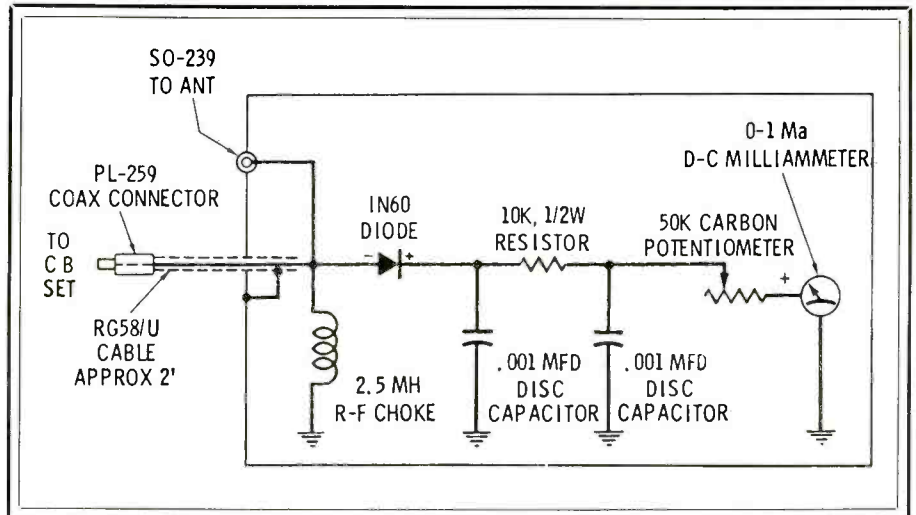 SO-239
TO ANT
PL-259
COAX CONNECTOR
TO
C B
SET
RG58/U
CABLE
APPROX 2'
IN60
DIODE
- +
2.5 MH
R-F CHOKE
10K, 1/2W
RESISTOR
.001 MFD
DISC
CAPACITOR
.001 MFD
DISC
CAPACITOR
50K CARBON
POTENTIOMETER
0-1 Ma
D-C MILLIAMMETER
+